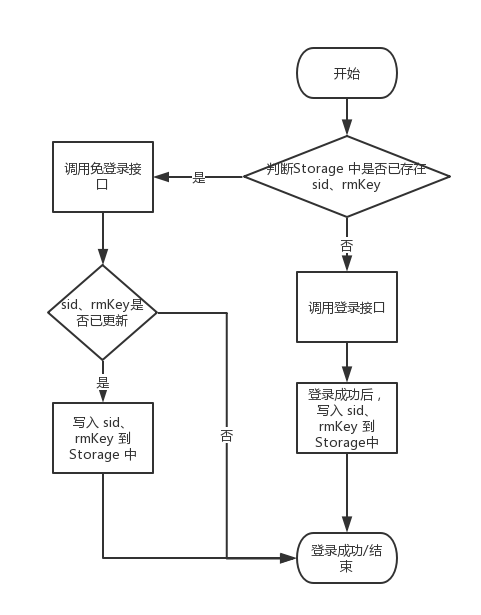 开始
判断Storage 中是否已存在
sid、rmKey
是
调用免登录接
口
否
调用登录接口
sid、rmKey是
否已更新
是
登录成功后，
写入 sid、
rmKey 到
Storage中
写入 sid、
rmKey 到
Storage 中
否
登录成功/结
束